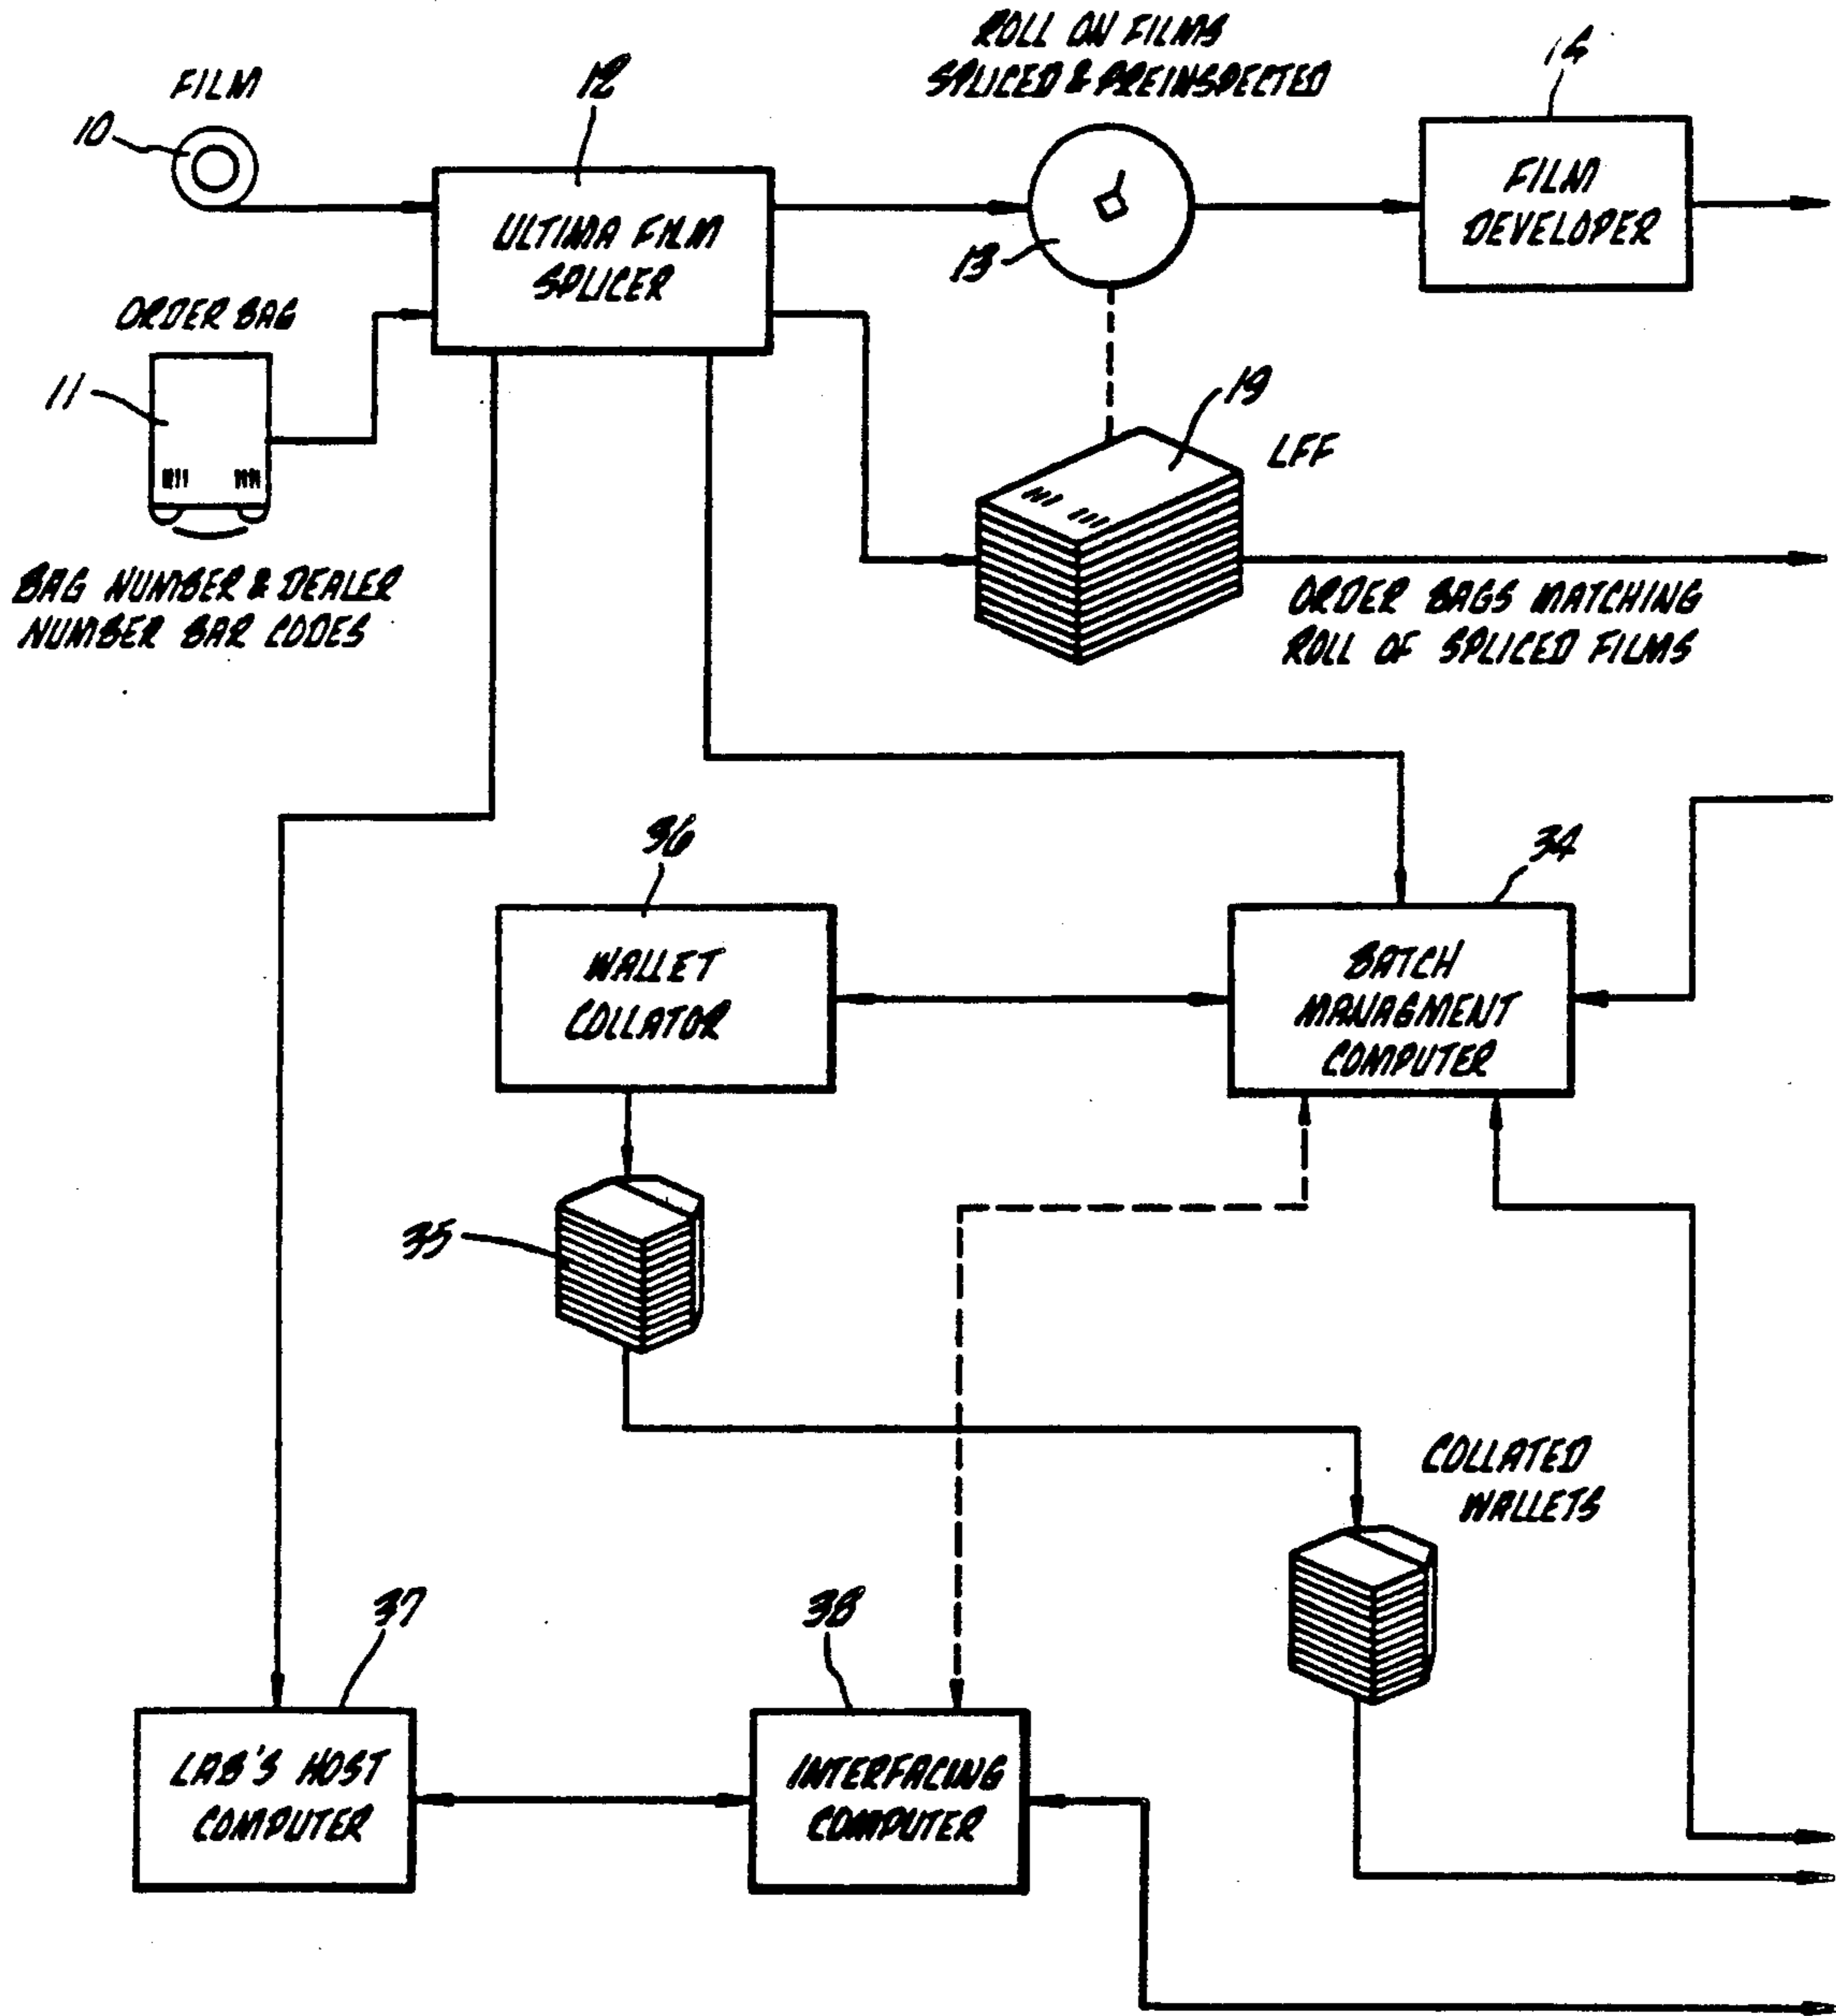 ROLL ON FILMS
SPLICED & PREINSPECTED
14
FILM
12
10
FILM
DEVELOPER
ULTIMA FILM
SPLICER
13
ORDER BAG
11
19
LFF
BAG NUMBER & DEALER
NUMBER BAR CODES
ORDER BAGS MATCHING
ROLL OF SPLICED FILMS
36
34
WALLET
COLLATOR
BATCH
MANAGMENT
COMPUTER
35
COLLATED
WALLETS
37
38
LAB'S HOST
COMPUTER
INTERFACING
COMPUTER